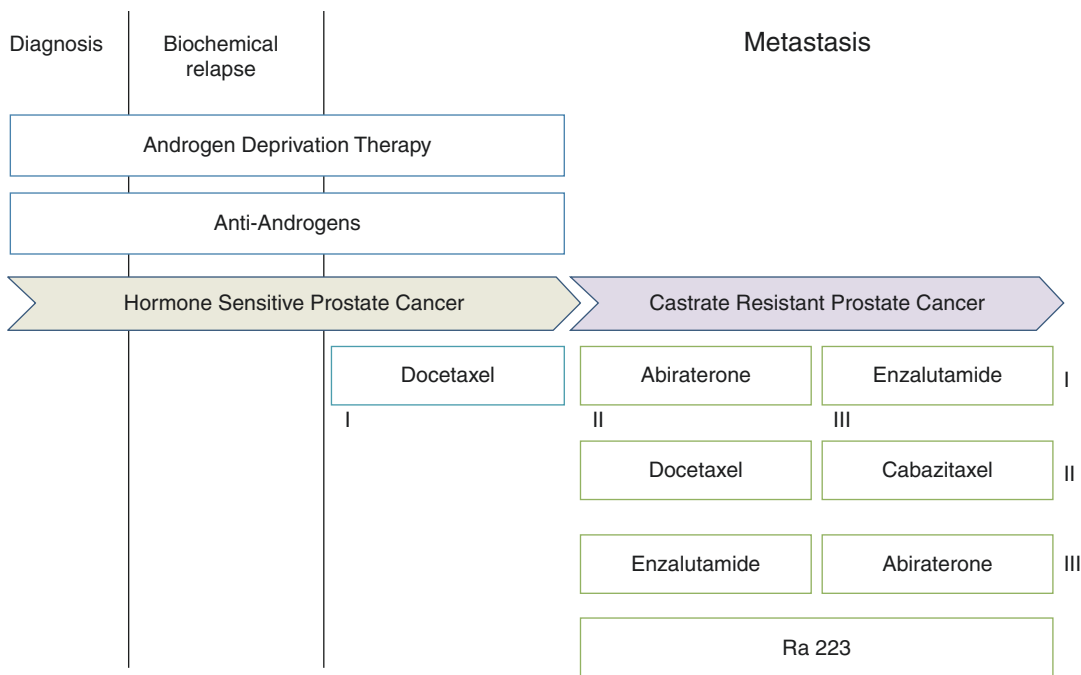 Diagnosis
Biochemical
relapse
Metastasis
Androgen Deprivation Therapy
Anti-Androgens
Hormone Sensitive Prostate Cancer
Castrate Resistant Prostate Cancer
Docetaxel
Abiraterone
Enzalutamide
I
I
II
III
Docetaxel
Cabazitaxel
II
Enzalutamide
Abiraterone
III
Ra 223